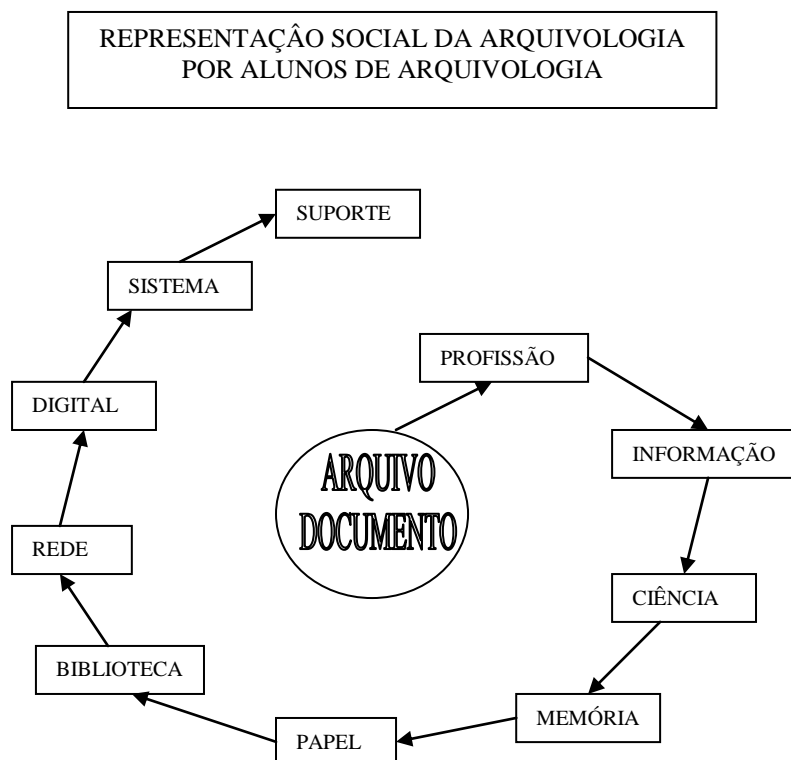 REPRESENTAÇÂO SOCIAL DA ARQUIVOLOGIA
POR ALUNOS DE ARQUIVOLOGIA
SUPORTE
SISTEMA
PROFISSÃO
DIGITAL
INFORMAÇÃO
ARQUIVO
DOCUMENTO
REDE
CIÊNCIA
BIBLIOTECA
MEMÓRIA
PAPEL